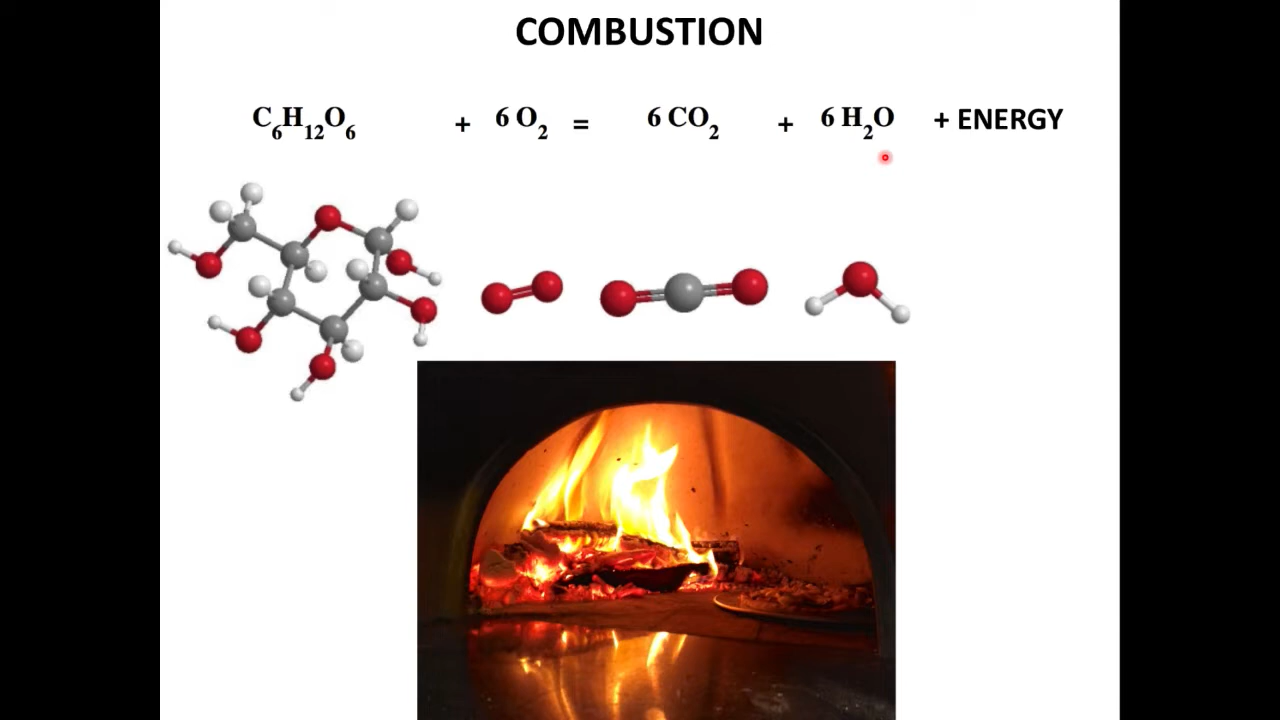 COMBUSTION
C₆H₁₂O₆ + 6 O₂ = 6 CO₂ + 6 H₂O + ENERGY